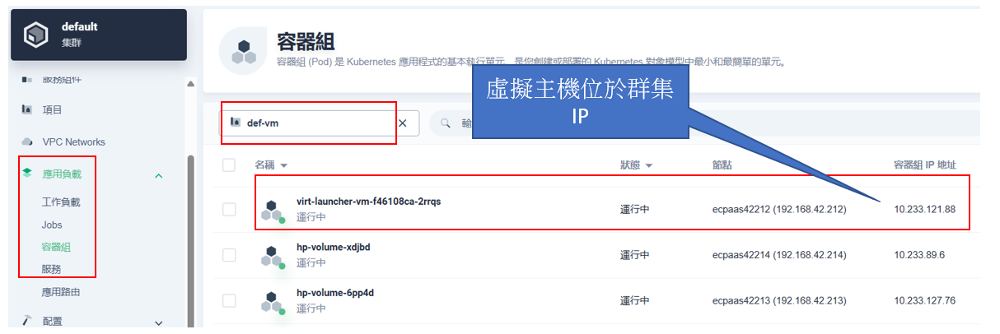 default
集群
服務組件
項目
VPC Networks
應用負載
工作負載
Jobs
容器組
服務
應用路由
配置
容器組
容器組 (Pod) 是 Kubernetes 應用程式的基本執行單元，是您創建或部署的 Kubernetes 對象模型中最小和最簡單的單元。
虛擬主機位於群集
IP
def-vm
輸
名稱 狀態 節點 容器組 IP 地址
virt-launcher-vm-f46108ca-2rrqs
運行中 運行中 ecpaas42212 (192.168.42.212) 10.233.121.88
hp-volume-xdjbd
運行中 運行中 ecpaas42214 (192.168.42.214) 10.233.89.6
hp-volume-6pp4d
運行中 運行中 ecpaas42213 (192.168.42.213) 10.233.127.76